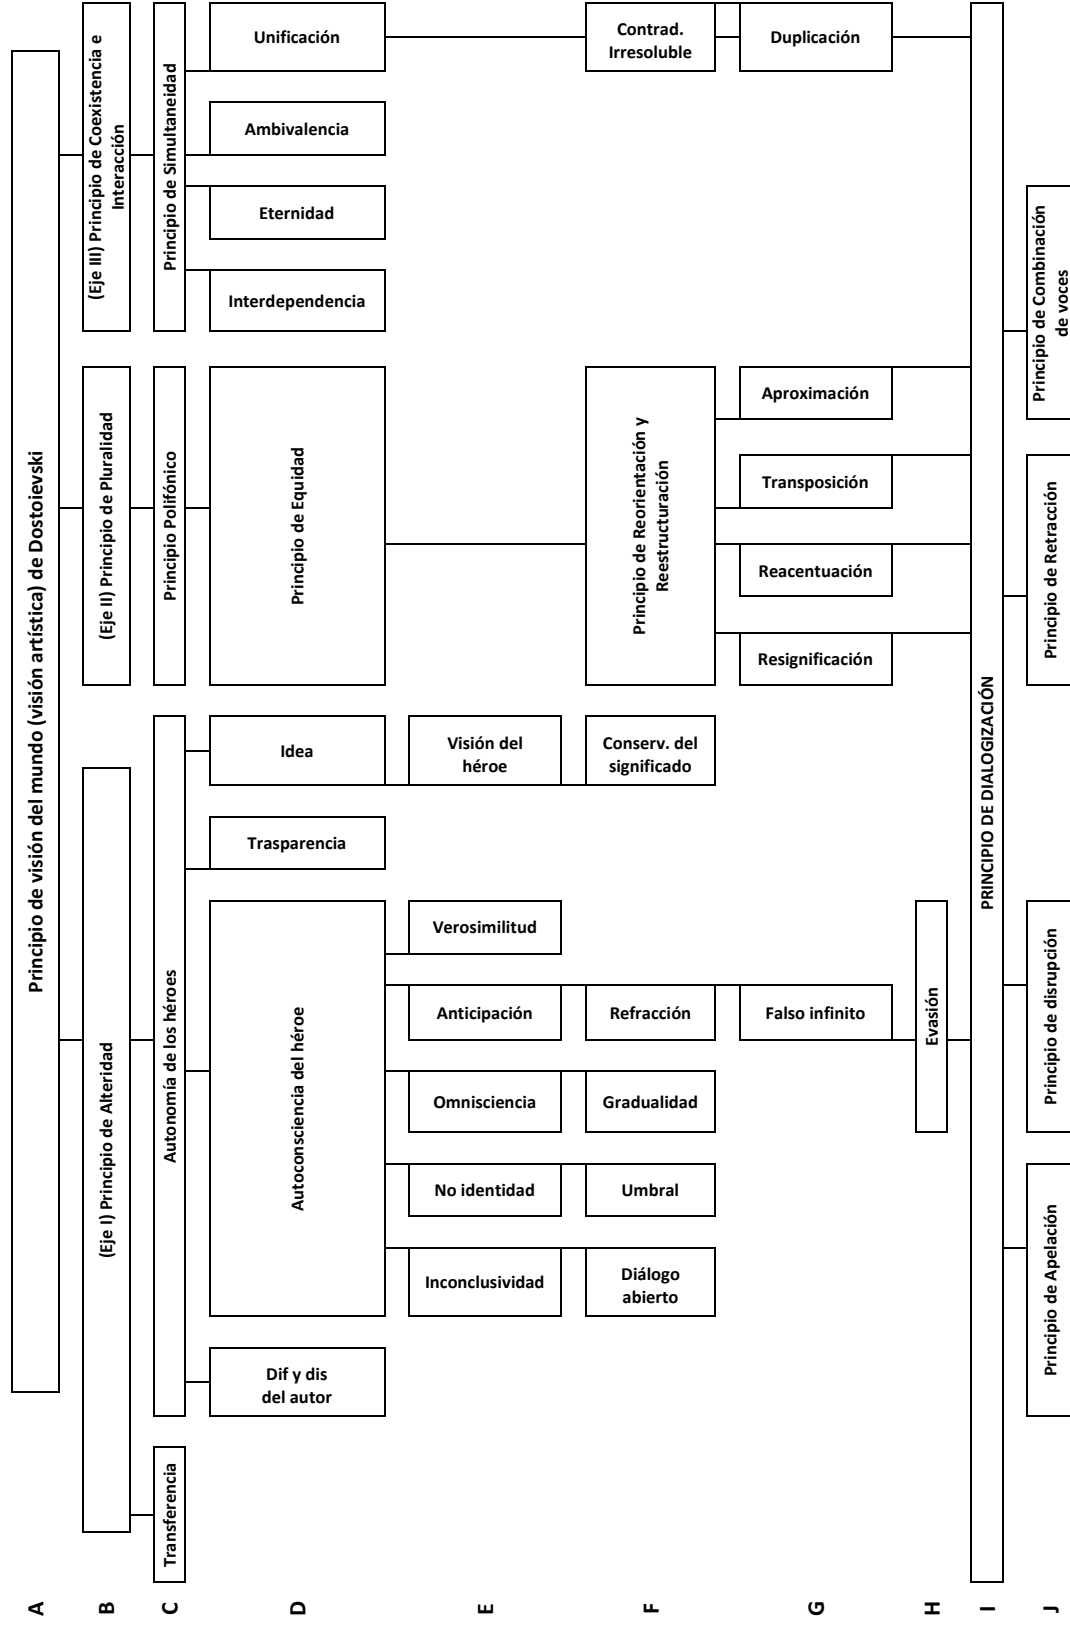 A
Principio de visión del mundo (visión artística) de Dostoievski
B
(Eje I) Principio de Alteridad
(Eje II) Principio de Pluralidad
(Eje III) Principio de Coexistencia e
Interacción
C
Transferencia
Autonomía de los héroes
Principio Polifónico
Principio de Simultaneidad
D
Dif y dis
del autor
Autoconsciencia del héroe
Trasparencia
Idea
Principio de Equidad
Interdependencia
Eternidad
Ambivalencia
Unificación
E
Inconclusividad
No identidad
Omnisciencia
Anticipación
Verosimilitud
Visión del
héroe
F
Diálogo
abierto
Umbral
Gradualidad
Refracción
Conserv. del
significado
Principio de Reorientación y
Reestructuración
Contrad.
Irresoluble
G
Falso infinito
Resignificación
Reacentuación
Transposición
Aproximación
Duplicación
H
Evasión
I
PRINCIPIO DE DIALOGIZACIÓN
J
Principio de Apelación
Principio de disrupción
Principio de Retracción
Principio de Combinación
de voces